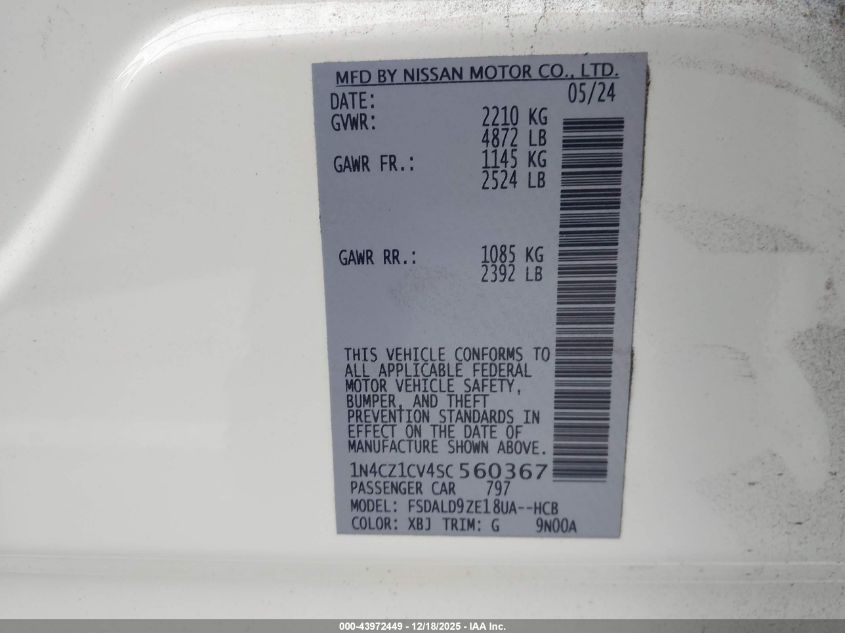 MFD BY NISSAN MOTOR CO., LTD.
DATE: 05/24
GVWR: 2210 KG
4872 LB
GAWR FR.: 1145 KG
2524 LB
GAWR RR.: 1085 KG
2392 LB
THIS VEHICLE CONFORMS TO
ALL APPLICABLE FEDERAL
MOTOR VEHICLE SAFETY,
BUMPER, AND THEFT
PREVENTION STANDARDS IN
EFFECT ON THE DATE OF
MANUFACTURE SHOWN ABOVE.
1N4CZ1CV4SC560367
PASSENGER CAR 797
MODEL: FSDALD9ZE18UA--HCB
COLOR: XBJ TRIM: G 9N00A
000-43972449 - 12/18/2025 - IAA Inc.